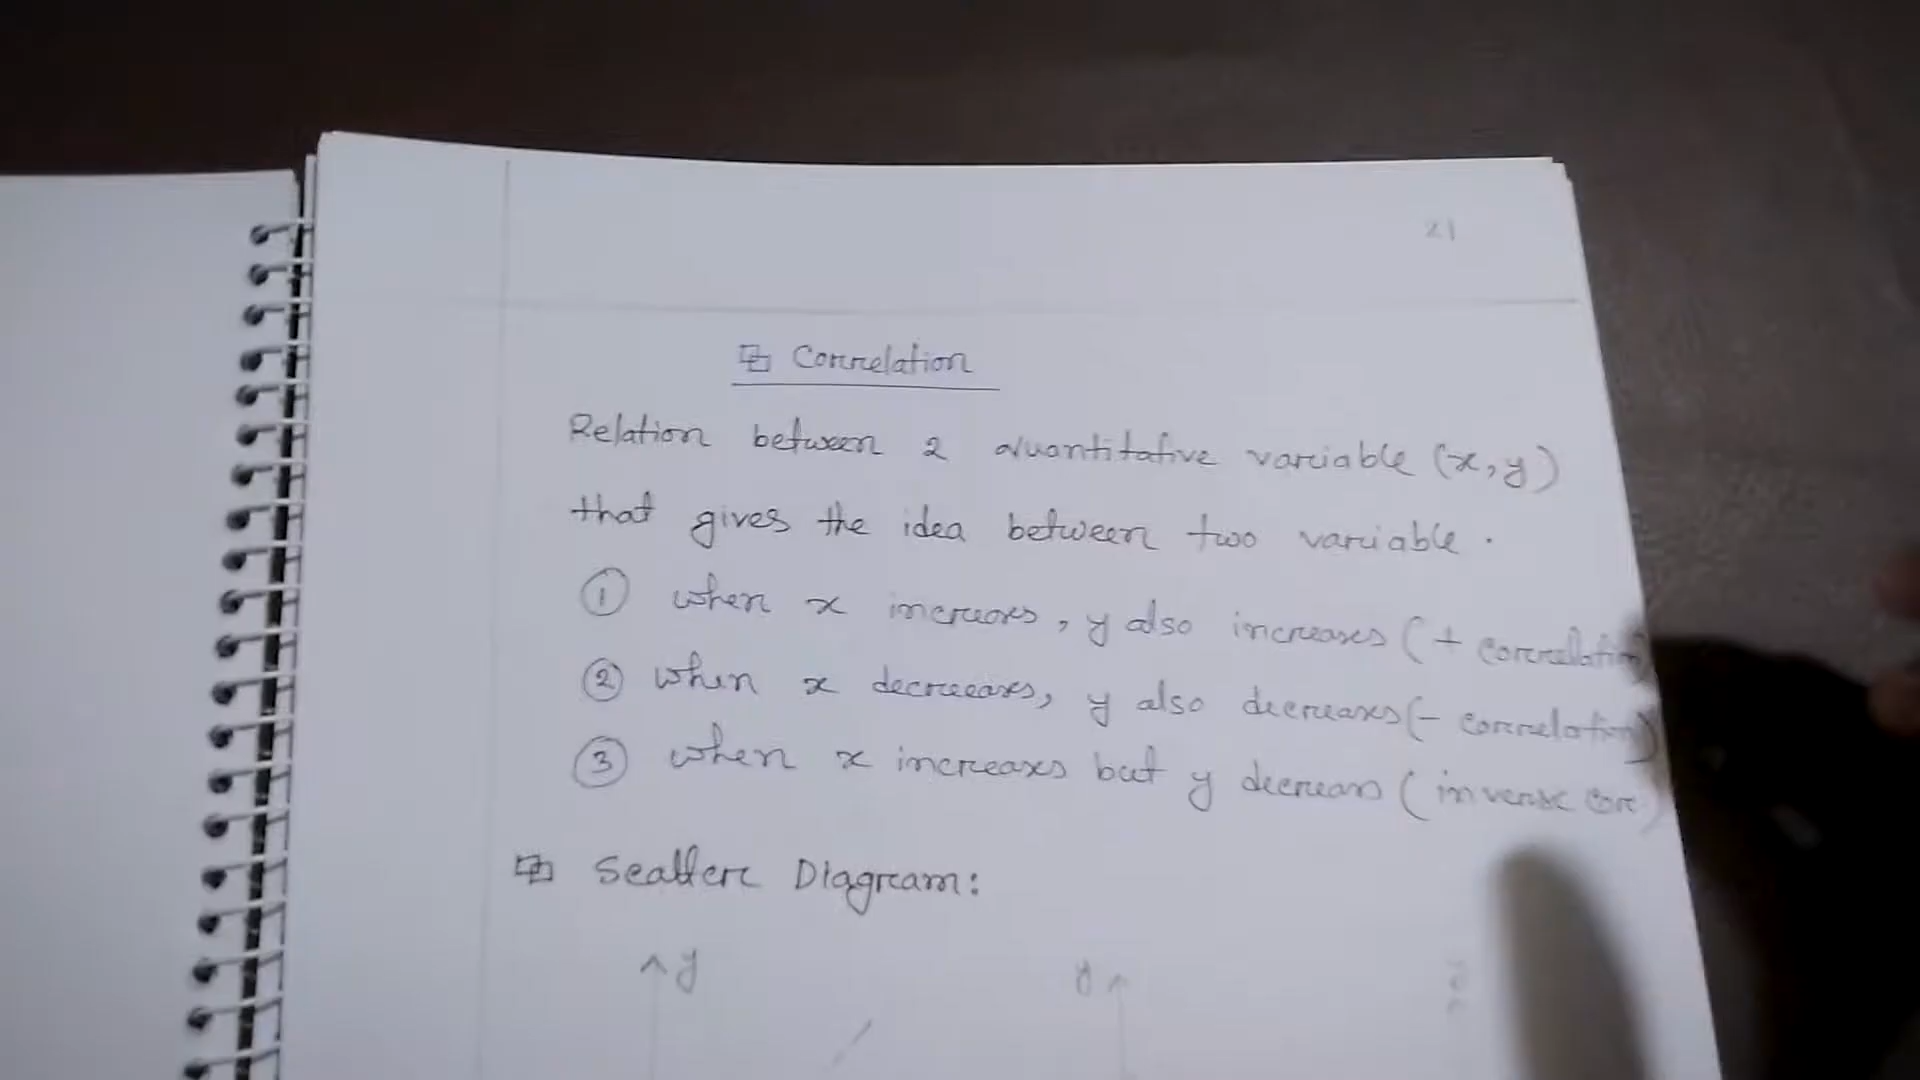 21
Correlation
Relation between 2 quantitative variable (x, y)
that gives the idea between two variable.
① when x increases, y also increases (+ correlation)
② when x decreases, y also decreases (- correlation)
③ when x increases but y decreases (inverse corr)
Scatter Diagram:
y
y